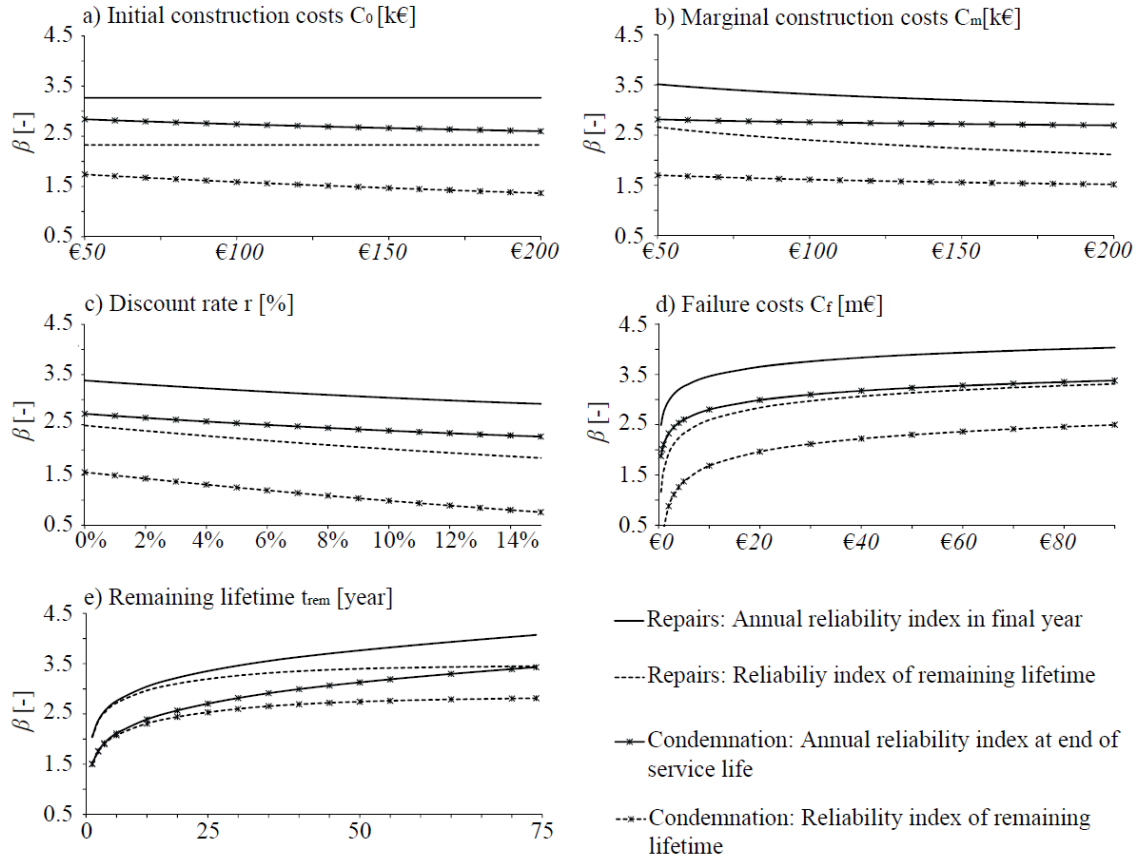 a) Initial construction costs C0 [k€]
4.5
3.5
2.5
1.5
0.5
β [-]
€50 €100 €150 €200
b) Marginal construction costs Cm[k€]
4.5
3.5
2.5
1.5
0.5
β [-]
€50 €100 €150 €200
c) Discount rate r [%]
4.5
3.5
2.5
1.5
0.5
β [-]
0% 2% 4% 6% 8% 10% 12% 14%
d) Failure costs Cf [m€]
4.5
3.5
2.5
1.5
0.5
β [-]
€0 €20 €40 €60 €80
e) Remaining lifetime trem [year]
4.5
3.5
2.5
1.5
0.5
β [-]
0 25 50 75
Repairs: Annual reliability index in final year
Repairs: Reliabiliy index of remaining lifetime
Condemnation: Annual reliability index at end of
service life
Condemnation: Reliability index of remaining
lifetime